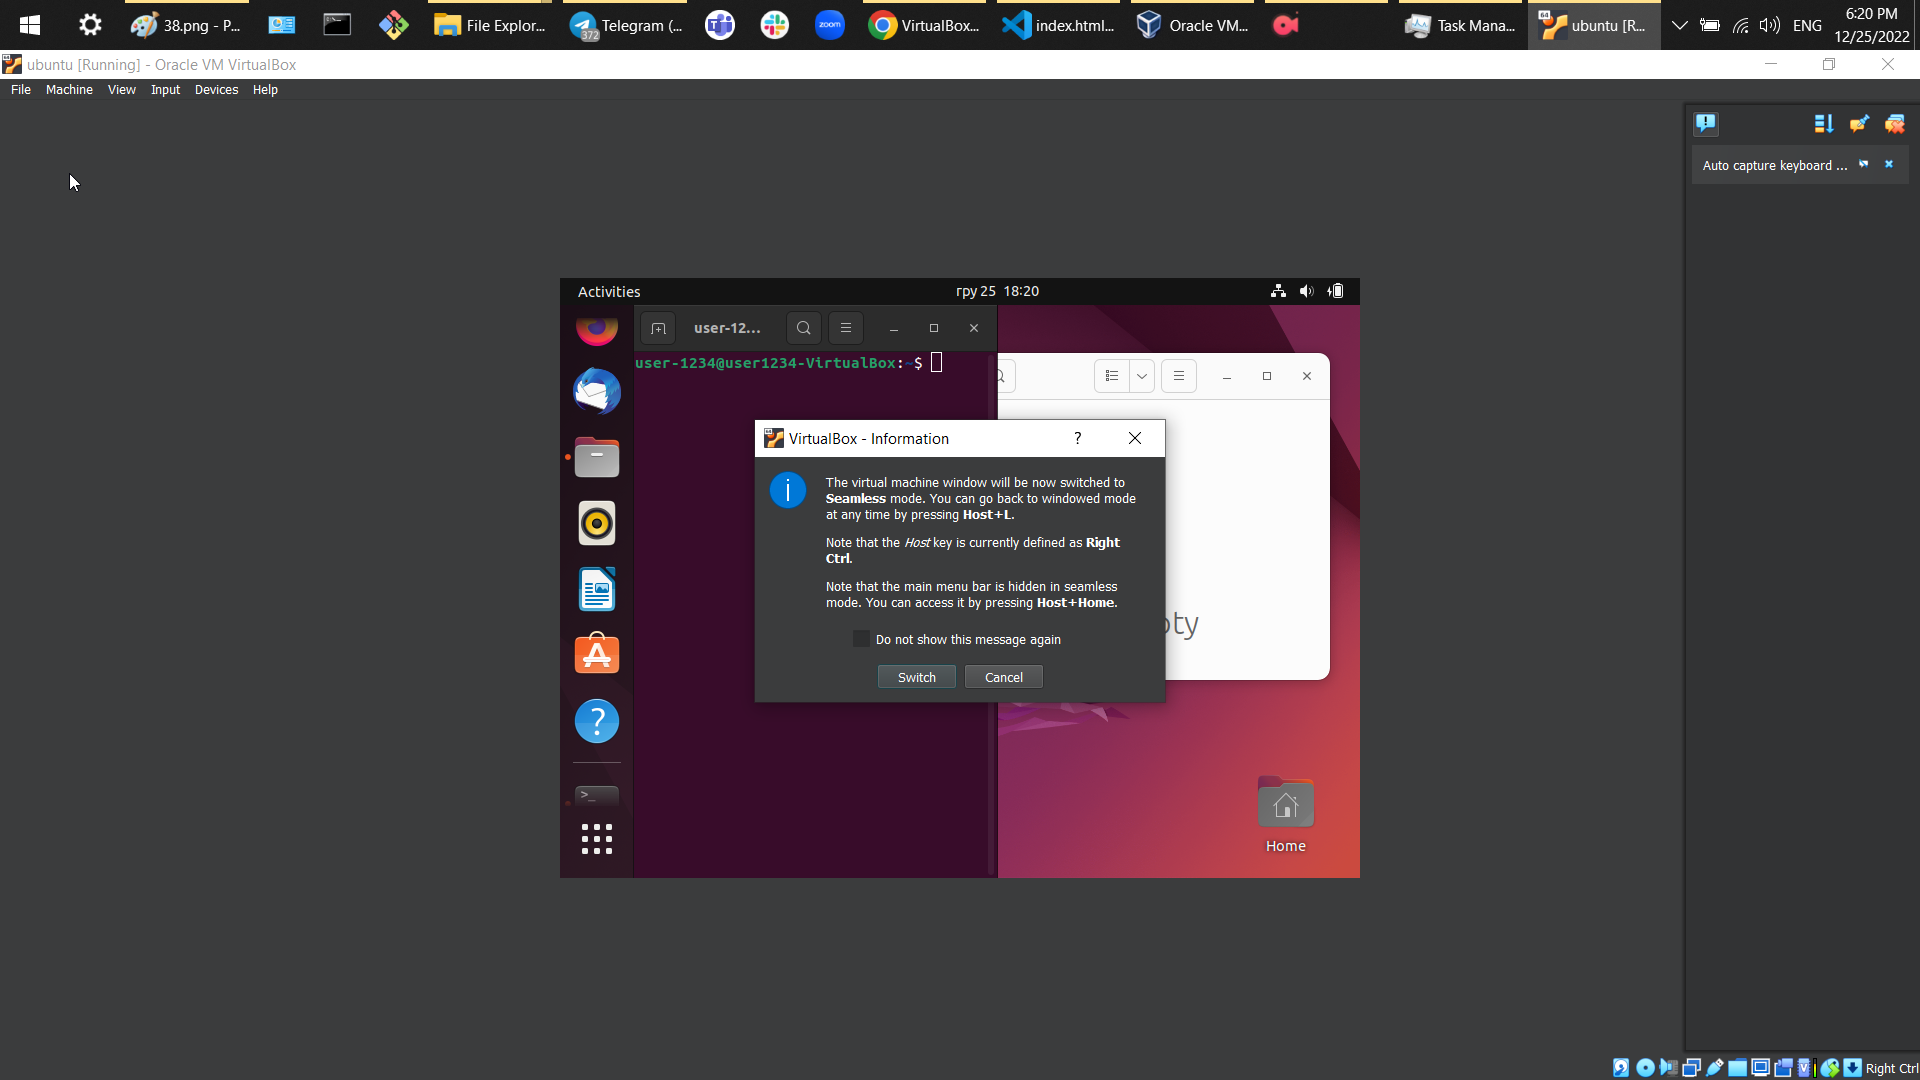 38.png - P...
File Explor...
Telegram (...
372
zoom
VirtualBox...
index.html...
Oracle VM...
Task Mana...
64
ubuntu [R...
ENG
6:20 PM
12/25/2022
ubuntu [Running] - Oracle VM VirtualBox
File Machine View Input Devices Help
Auto capture keyboard ...
Activities
гру 25 18:20
user-12...
user-1234@user1234-VirtualBox:~$
VirtualBox - Information
?
The virtual machine window will be now switched to
Seamless mode. You can go back to windowed mode
at any time by pressing Host+L.
Note that the Host key is currently defined as Right
Ctrl.
Note that the main menu bar is hidden in seamless
mode. You can access it by pressing Host+Home.
pty
Do not show this message again
Switch
Cancel
Home
Right Ctrl